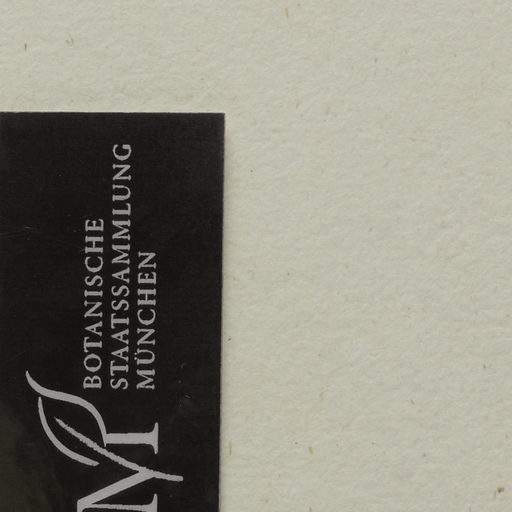 BOTANISCHE
STAATSSAMMLUNG
MÜNCHEN
M